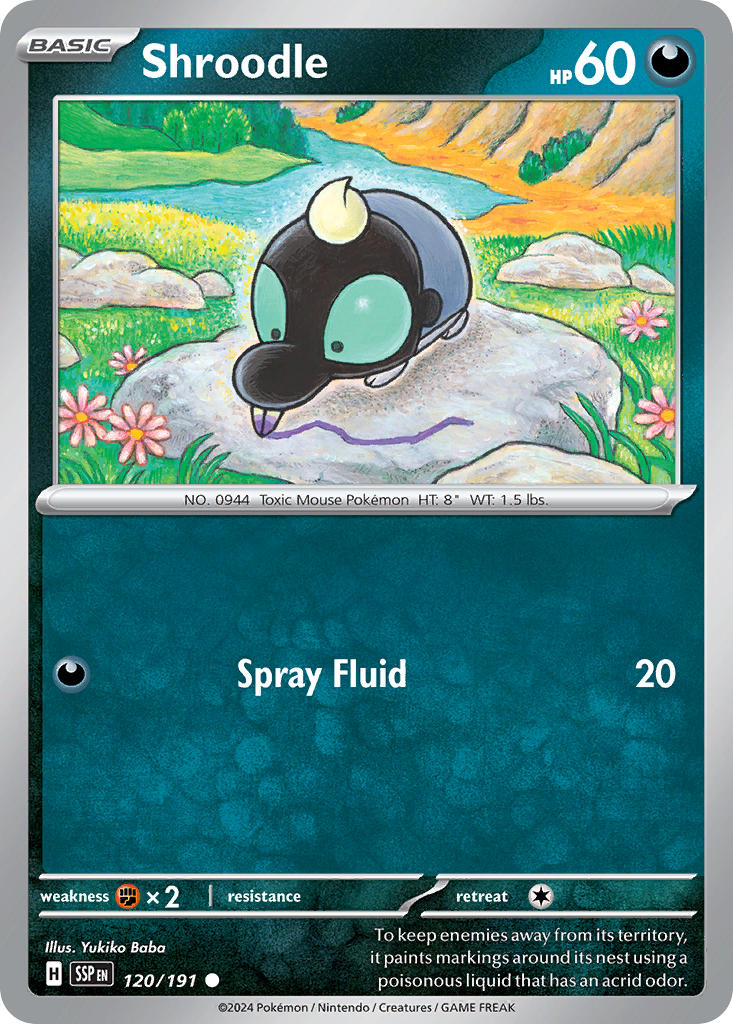 BASIC
Shroodle
HP 60
NO. 0944 Toxic Mouse Pokémon HT: 8" WT: 1.5 lbs.
Spray Fluid 20
weakness ×2 resistance retreat
Illus. Yukiko Baba
To keep enemies away from its territory,
it paints markings around its nest using a
poisonous liquid that has an acrid odor.
H SSP EN 120/191
©2024 Pokémon / Nintendo / Creatures / GAME FREAK